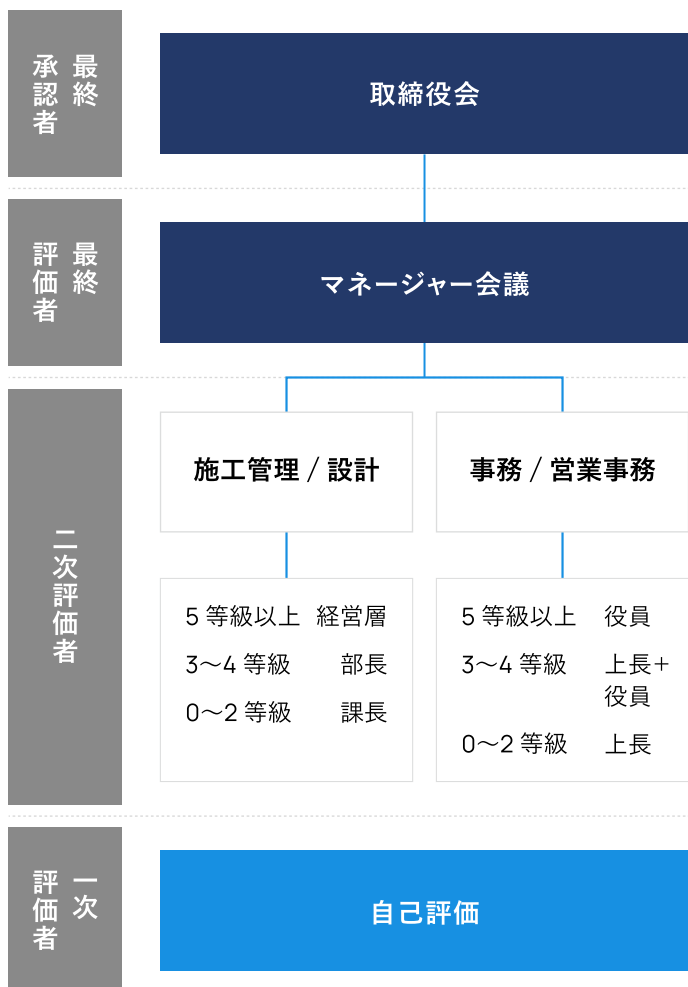 最終
承認者
取締役会
最終
評価者
マネージャー会議
二次評価者
施工管理 / 設計
事務 / 営業事務
5 等級以上 経営層
3〜4 等級 部長
0〜2 等級 課長
5 等級以上 役員
3〜4 等級 上長+
役員
0〜2 等級 上長
一次
評価者
自己評価